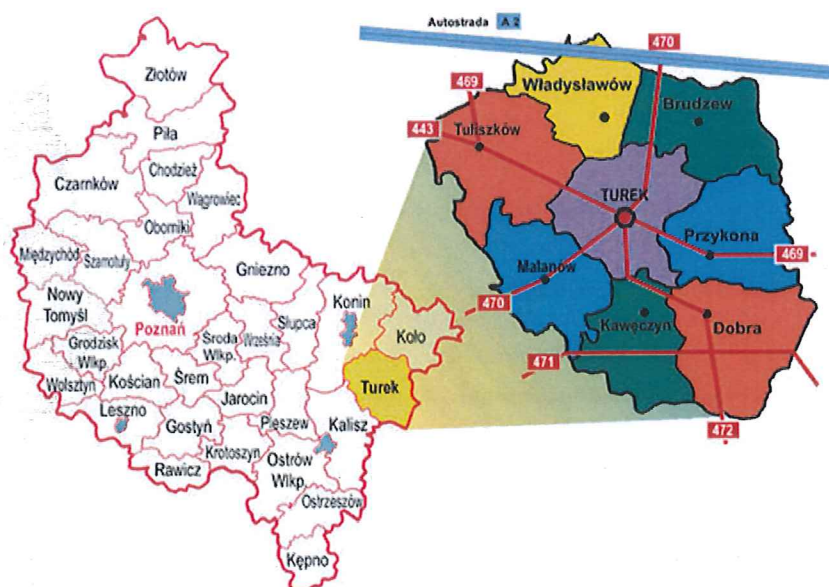 Autostrada A 2
Złotów
Piła
Czarnków
Chodzież
Wągrowiec
Oborniki
Międzychód
Szamotuły
Gniezno
Nowy
Tomyśl
Poznań
Konin
Słupca
Koło
Grodzisk
Wlkp.
Środa
Wlkp.
Września
Wolsztyn
Kościan
Śrem
Turek
Jarocin
Leszno
Gostyń
Pleszew
Kalisz
Krotoszyn
Rawicz
Ostrów
Wlkp.
Ostrzeszów
Kępno
470
469
443
Władysławów
Brudzew
Tuliszków
TUREK
Przykona
469
Malanów
470
Kawęczyn
Dobra
471
472